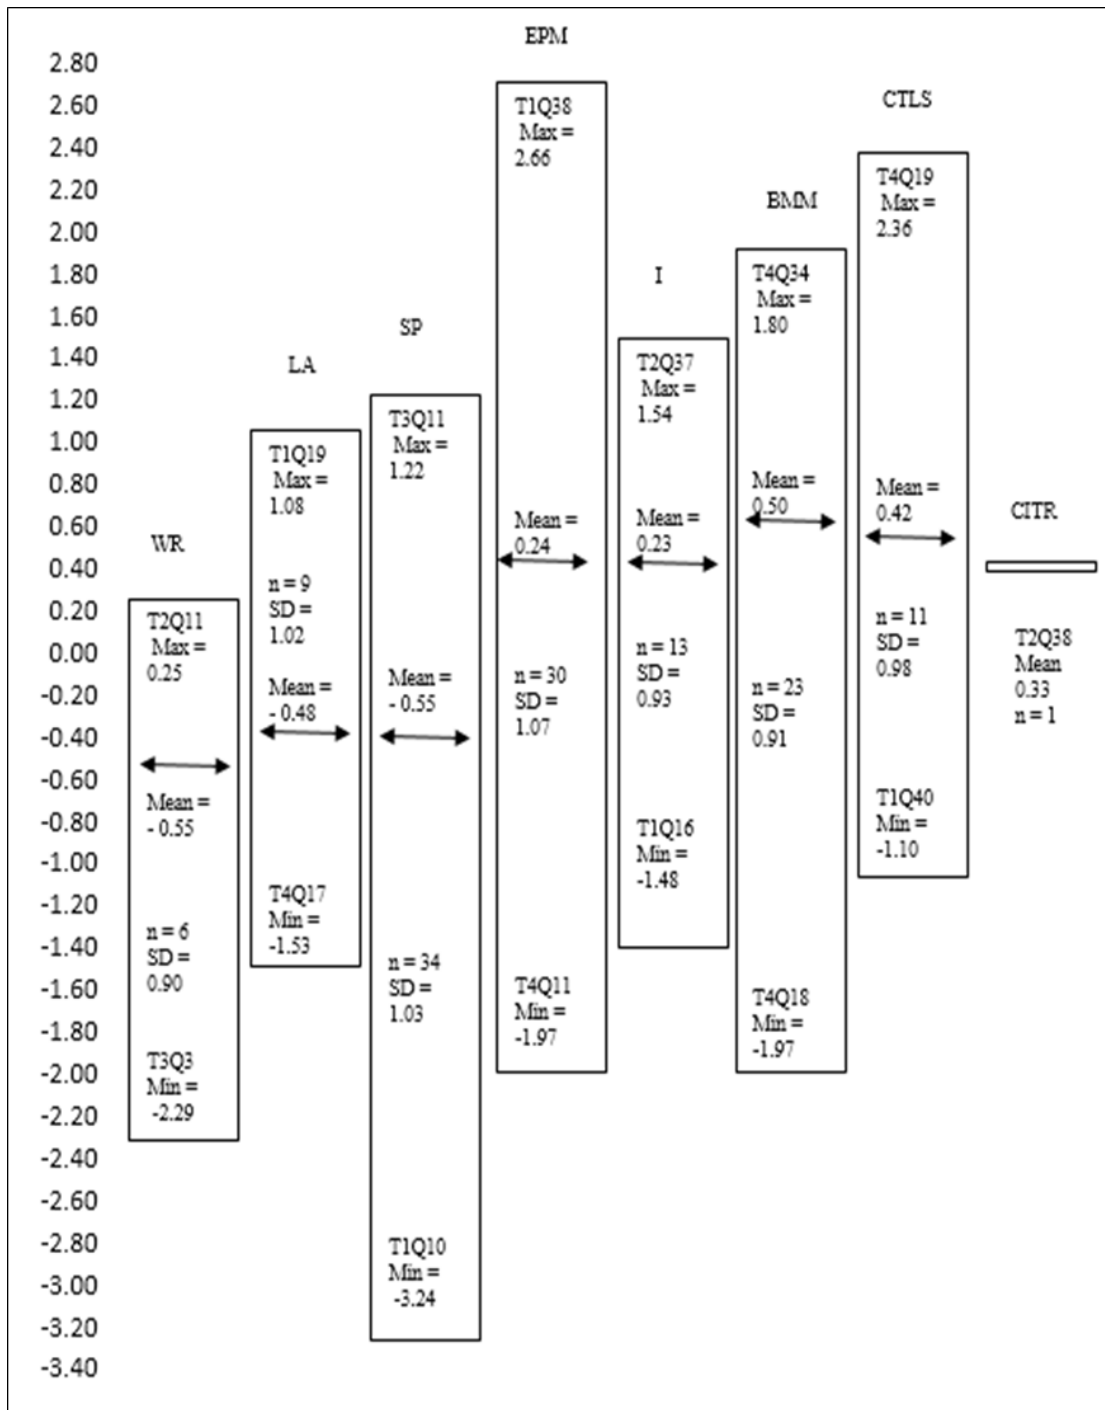 2.80
2.60
2.40
2.20
2.00
1.80
1.60
1.40
1.20
1.00
0.80
0.60
0.40
0.20
0.00
-0.20
-0.40
-0.60
-0.80
-1.00
-1.20
-1.40
-1.60
-1.80
-2.00
-2.20
-2.40
-2.60
-2.80
-3.00
-3.20
-3.40
WR
T2Q11
Max =
0.25
Mean =
- 0.55
n = 6
SD =
0.90
T3Q3
Min =
-2.29
LA
T1Q19
Max =
1.08
n = 9
SD =
1.02
Mean =
- 0.48
T4Q17
Min =
-1.53
SP
T3Q11
Max =
1.22
Mean =
- 0.55
n = 34
SD =
1.03
T1Q10
Min =
-3.24
EPM
T1Q38
Max =
2.66
Mean =
0.24
n = 30
SD =
1.07
T4Q11
Min =
-1.97
I
T2Q37
Max =
1.54
Mean =
0.23
n = 13
SD =
0.93
T1Q16
Min =
-1.48
BMM
T4Q34
Max =
1.80
Mean =
0.50
n = 23
SD =
0.91
T4Q18
Min =
-1.97
CTLS
T4Q19
Max =
2.36
Mean =
0.42
n = 11
SD =
0.98
T1Q40
Min =
-1.10
CITR
T2Q38
Mean
0.33
n = 1